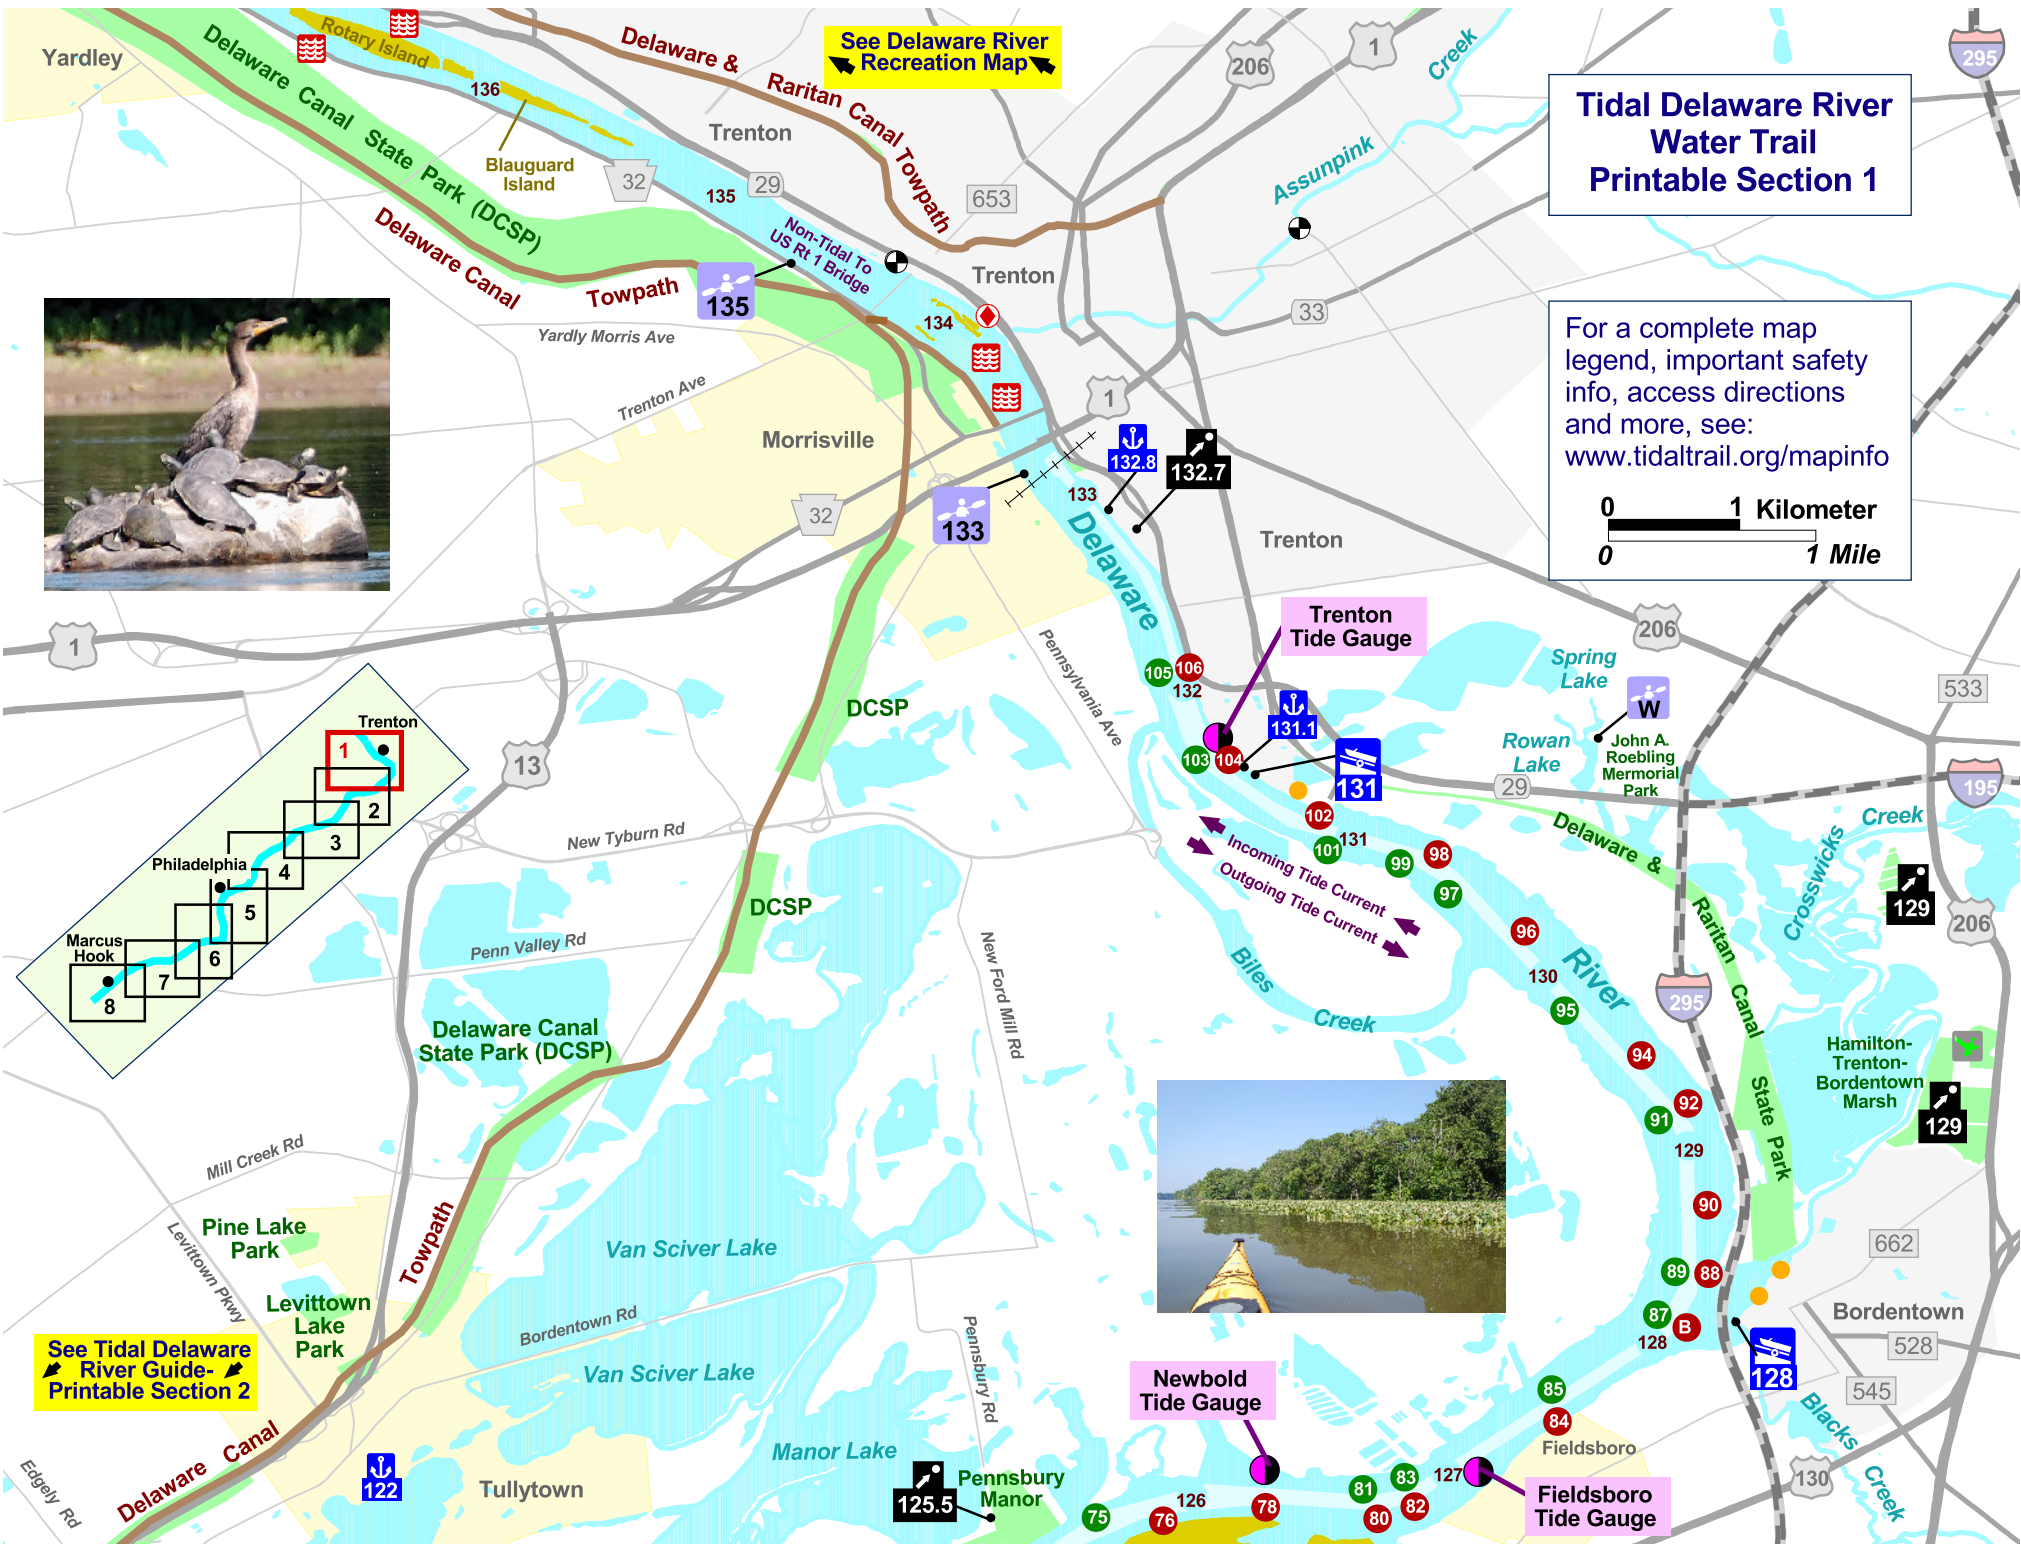 Yardley
Rotary Island
136
Blauguard
Island
Delaware Canal State Park (DCSP)
Delaware Canal
Towpath
Delaware & Raritan Canal Towpath
See Delaware River
Recreation Map
Trenton
206
1
Creek
Assunpink
295
Tidal Delaware River
Water Trail
Printable Section 1
32
135
29
653
Non-Tidal To
US Rt 1 Bridge
135
Trenton
134
33
Yardly Morris Ave
Trenton Ave
For a complete map
legend, important safety
info, access directions
and more, see:
www.tidaltrail.org/mapinfo
0 1 Kilometer
0 1 Mile
Morrisville
1
132.8
132.7
133
133
32
Delaware
Trenton
Trenton
Tide Gauge
206
1
Pennsylvania Ave
105
106
132
Spring
Lake
W
Rowan
Lake
John A.
Roebling
Mermorial
Park
533
DCSP
131.1
103
104
131
29
195
13
Trenton
1
2
3
Philadelphia
4
5
6
Marcus
Hook
7
8
New Tyburn Rd
102
131
101
99
98
97
Incoming Tide Current
Outgoing Tide Current
Delaware & Raritan Canal State Park
Crosswicks
Creek
129
206
DCSP
Penn Valley Rd
New Ford Mill Rd
Biles
Creek
96
130
River
95
295
94
Delaware Canal
State Park (DCSP)
92
91
129
Hamilton-
Trenton-
Bordentown
Marsh
129
Mill Creek Rd
Levittown Pkwy
Pine Lake
Park
Towpath
Van Sciver Lake
90
662
89
88
Levittown
Lake
Park
Bordentown Rd
87
B
128
Bordentown
528
128
545
See Tidal Delaware
River Guide-
Printable Section 2
Van Sciver Lake
Pennsbury Rd
Newbold
Tide Gauge
85
84
Blacks
Creek
Delaware Canal
Edgely Rd
122
Tullytown
Manor Lake
125.5
Pennsbury
Manor
Fieldsboro
130
75
76
126
78
81
80
83
82
127
Fieldsboro
Tide Gauge